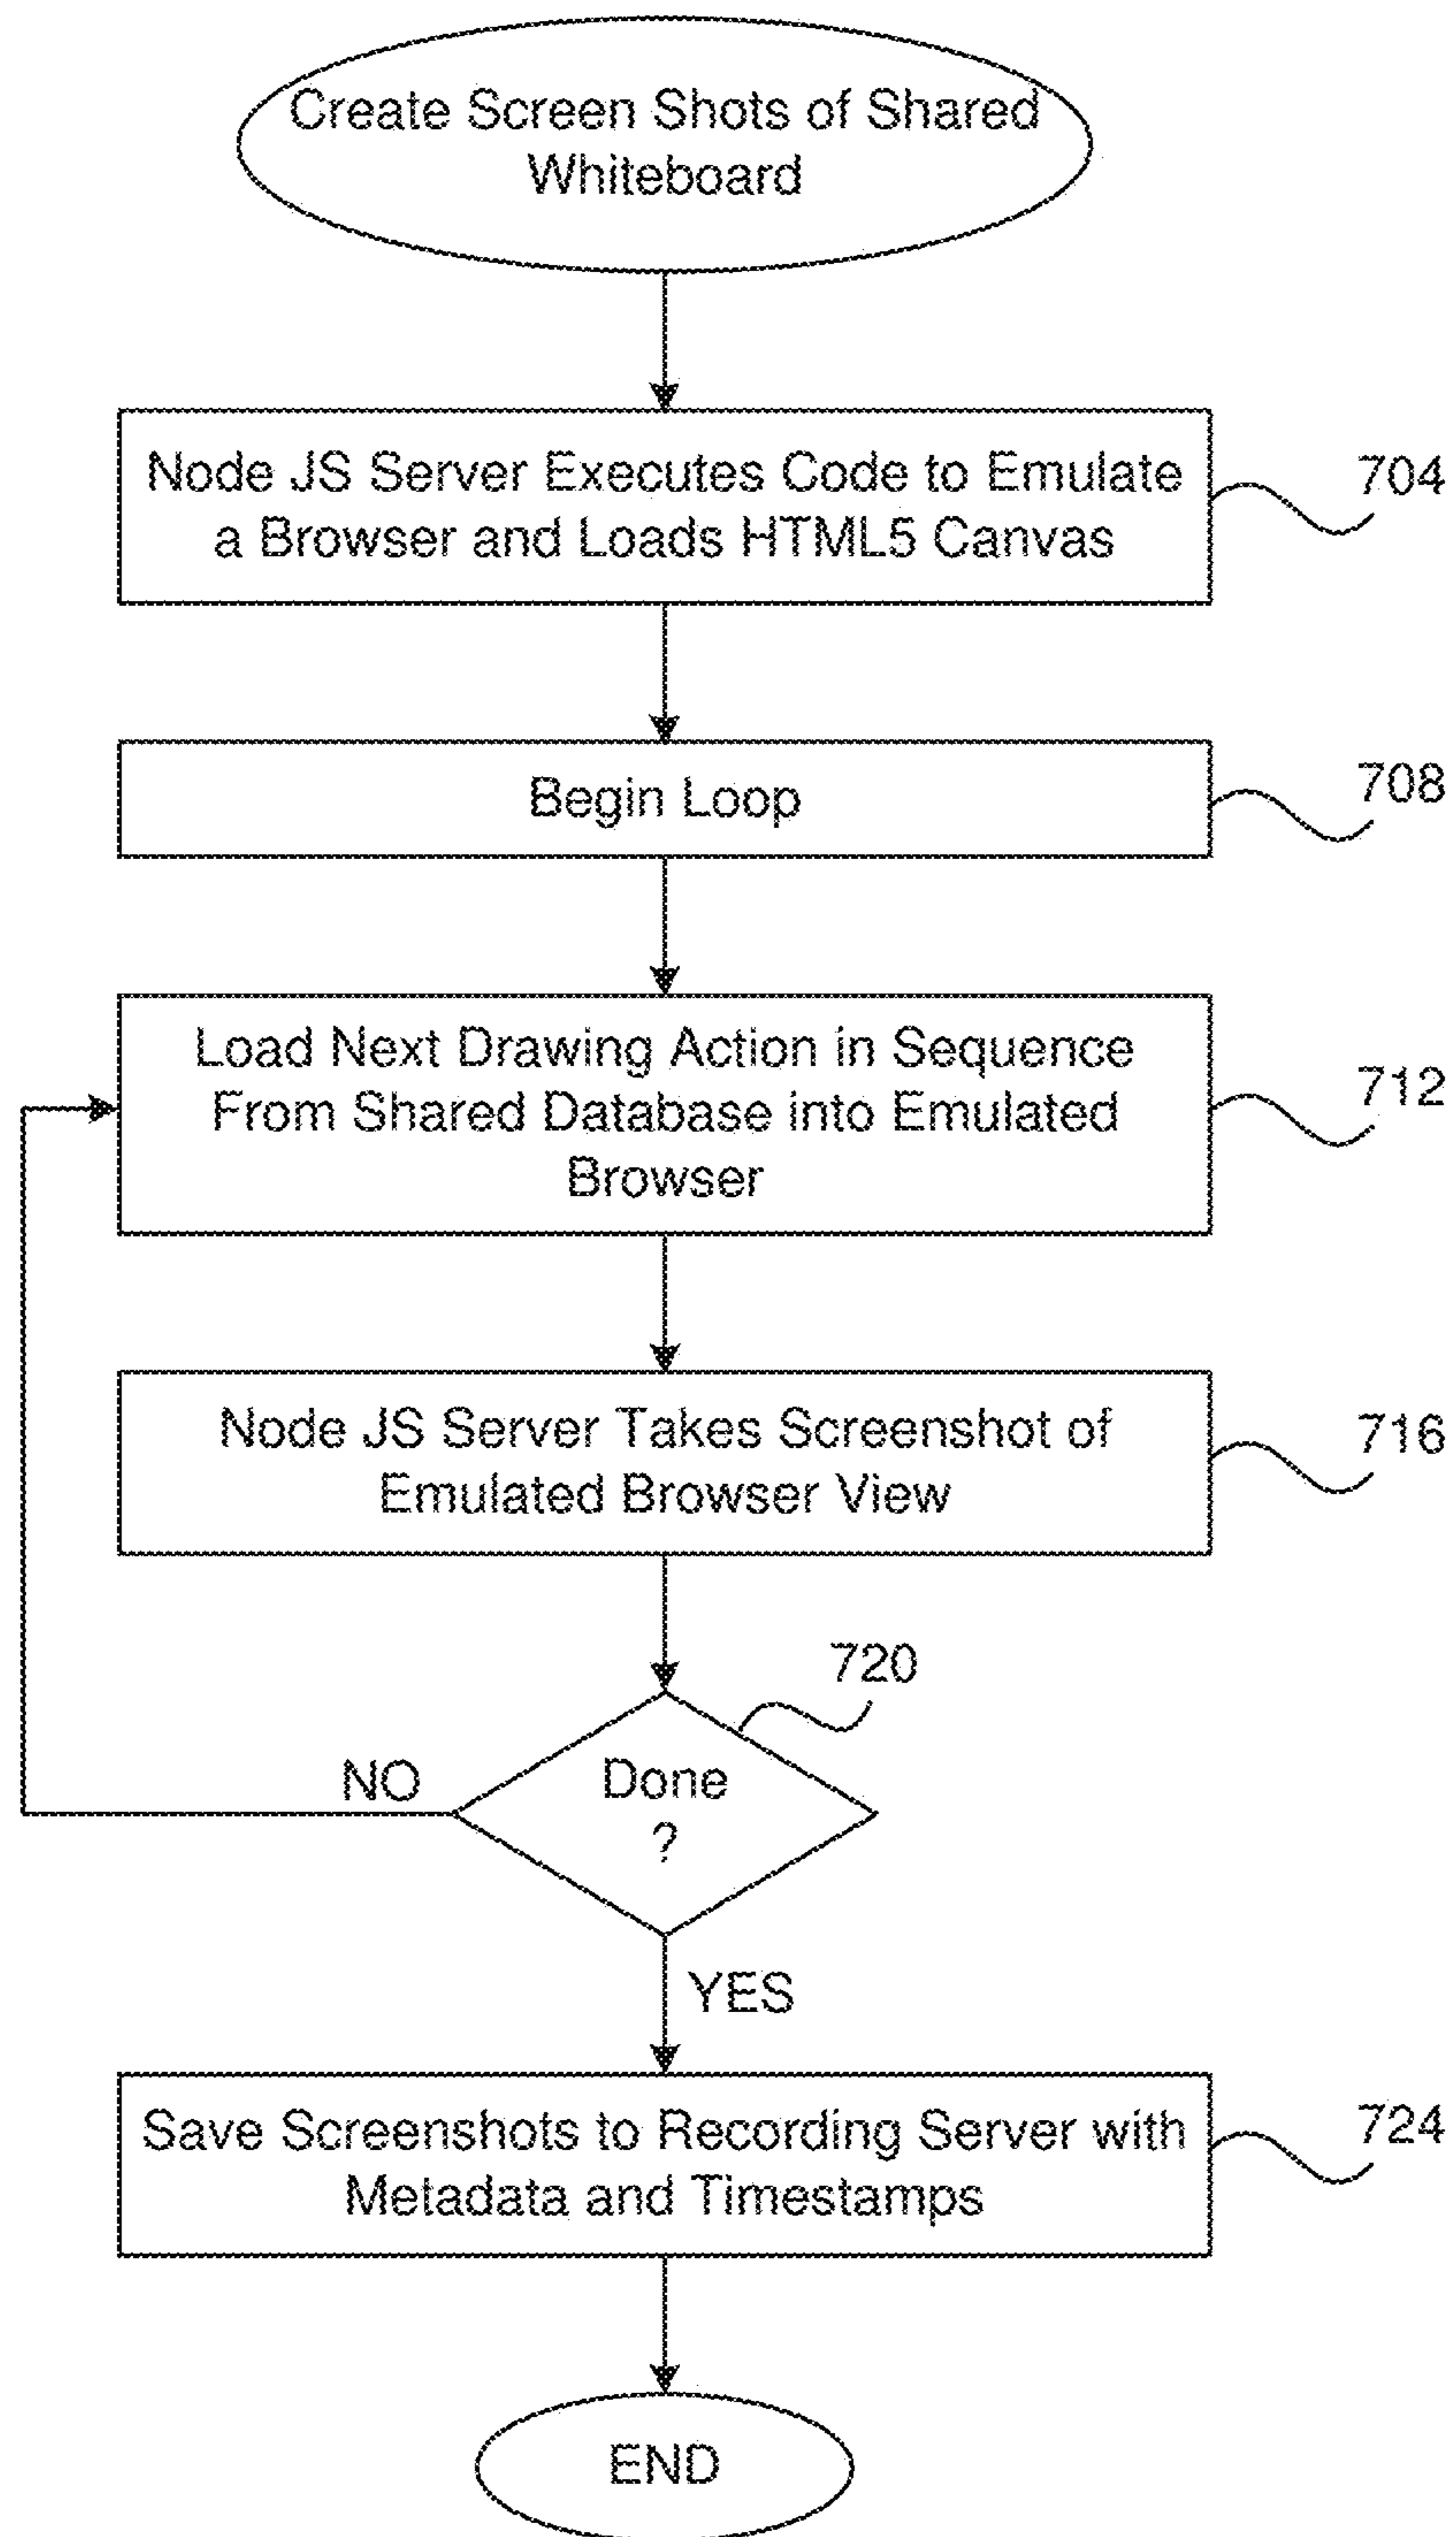 Create Screen Shots of Shared
Whiteboard
Node JS Server Executes Code to Emulate
a Browser and Loads HTML5 Canvas
704
Begin Loop
708
Load Next Drawing Action in Sequence
From Shared Database into Emulated
Browser
712
Node JS Server Takes Screenshot of
Emulated Browser View
716
720
Done
?
NO
YES
Save Screenshots to Recording Server with
Metadata and Timestamps
724
END